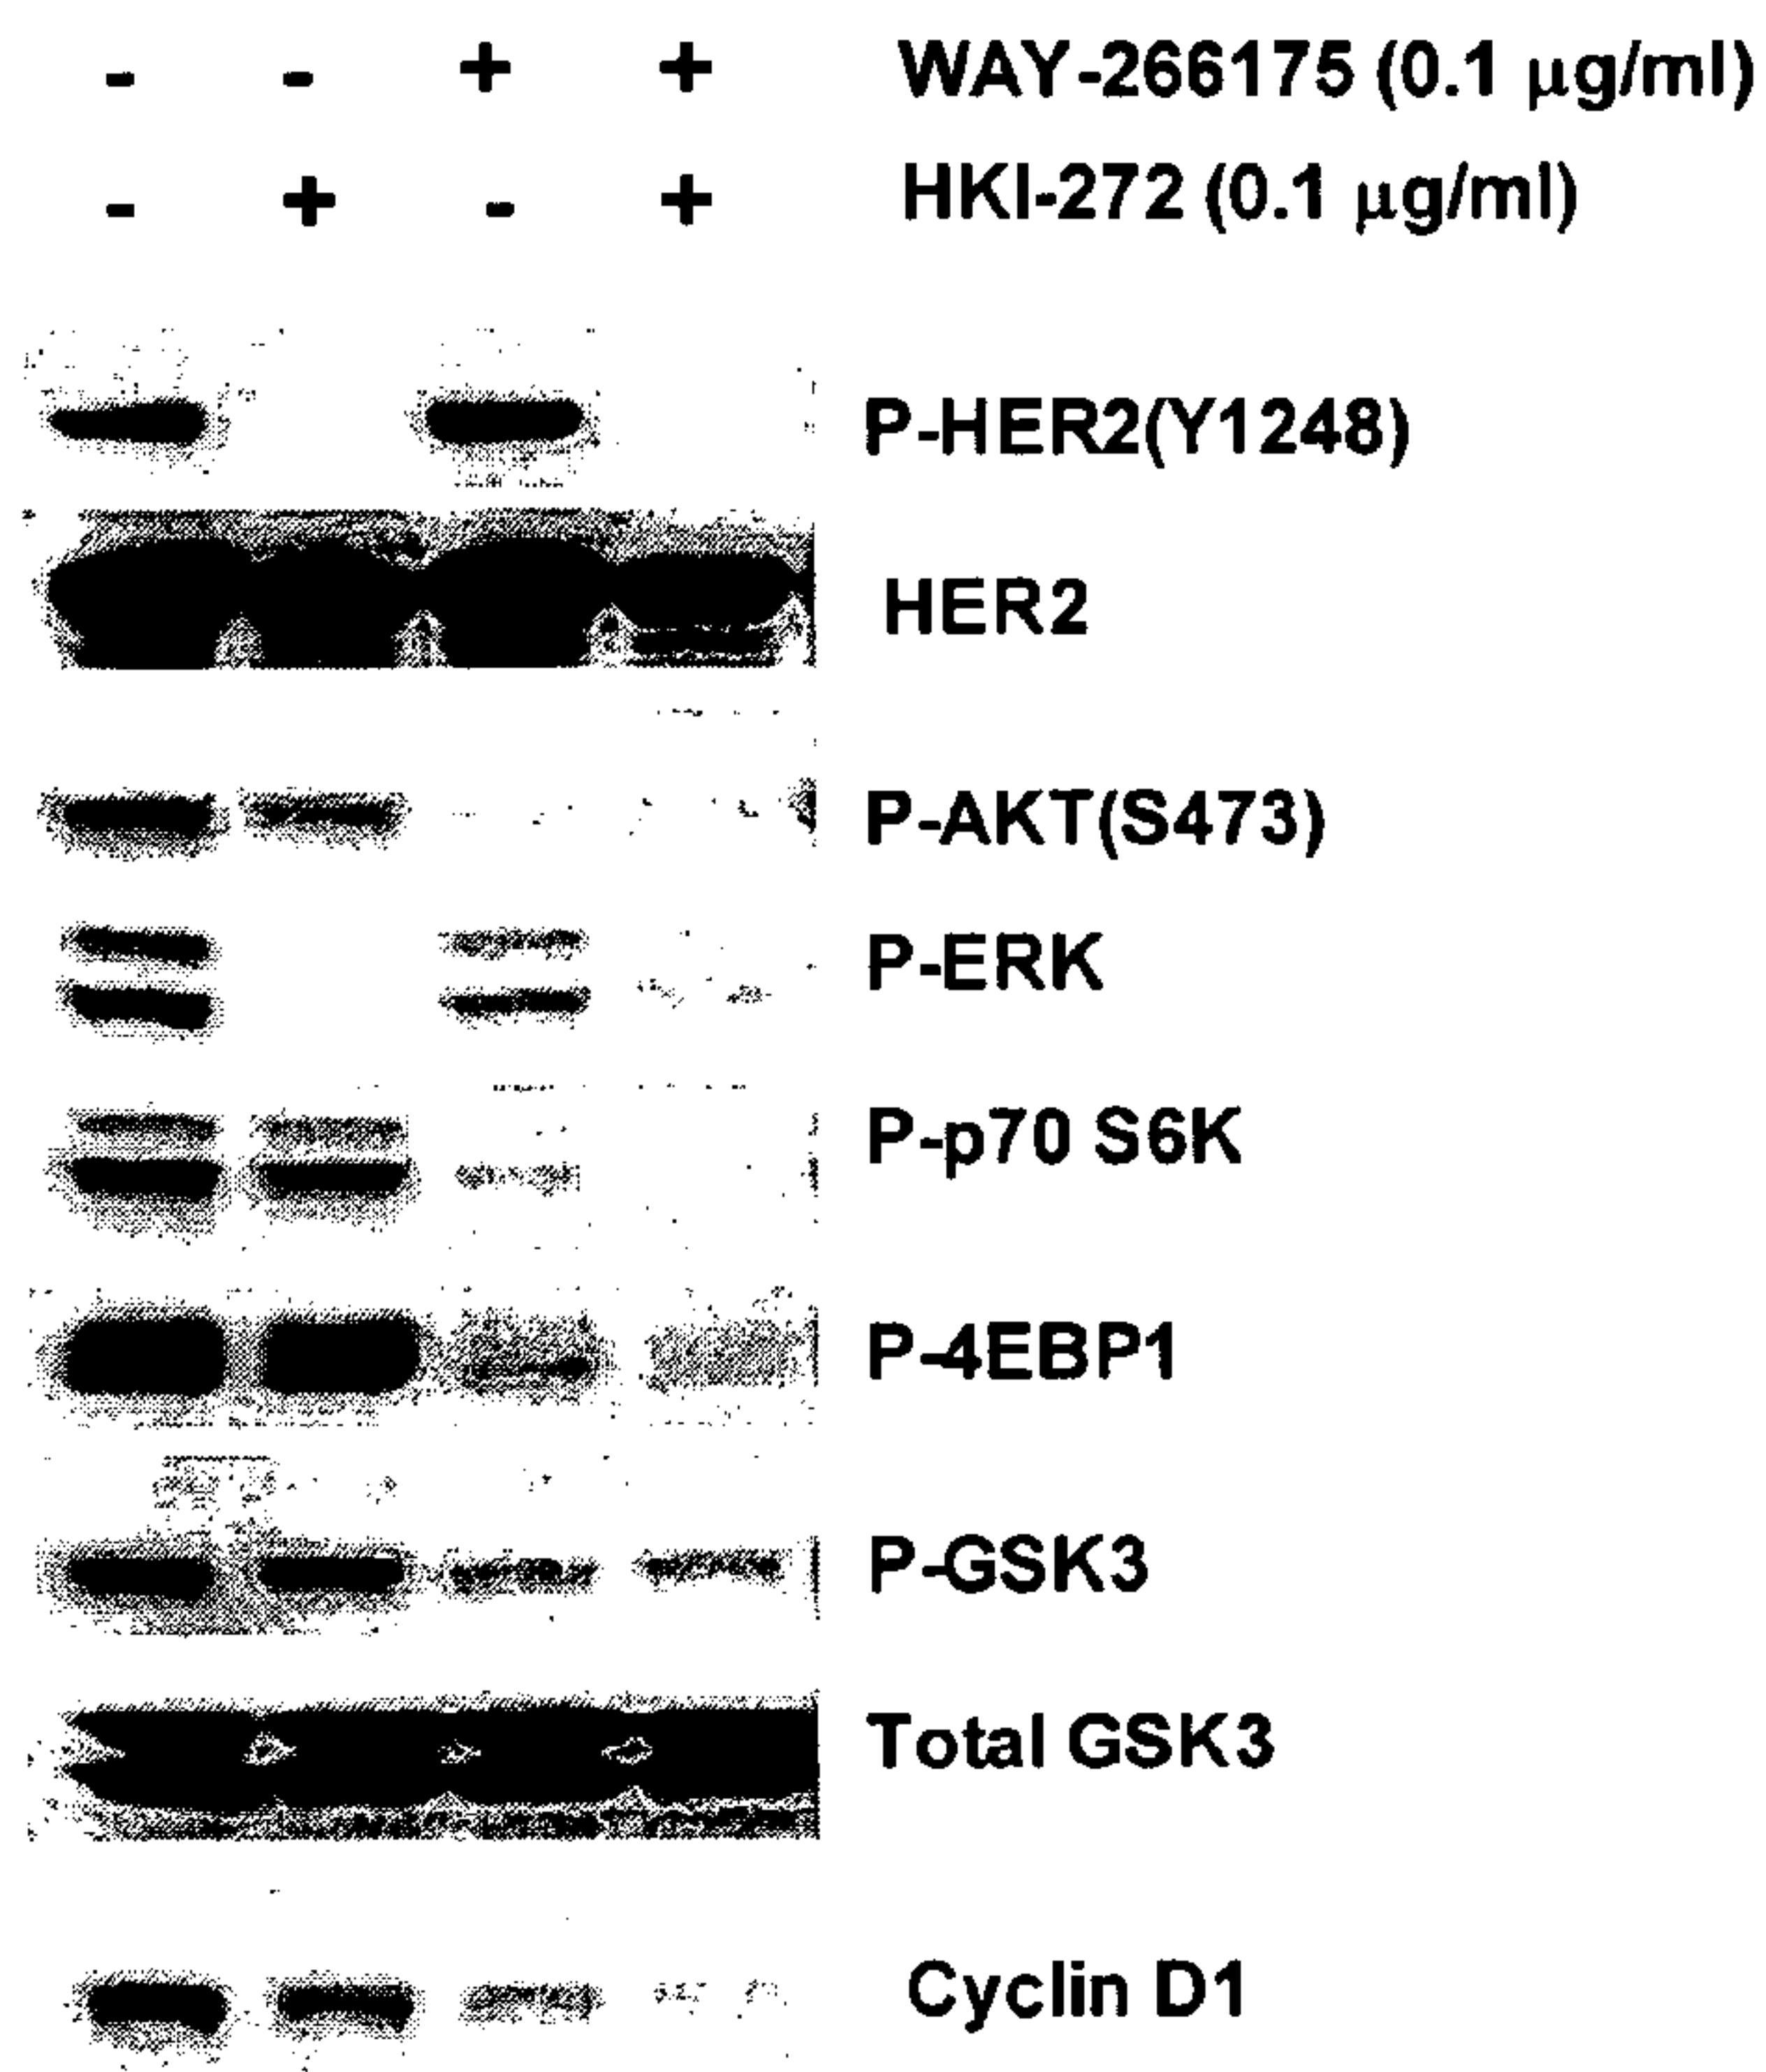 - - + + WAY-266175 (0.1 μg/ml)
- + - + HKI-272 (0.1 μg/ml)
P-HER2(Y1248)
HER2
P-AKT(S473)
P-ERK
P-p70 S6K
P-4EBP1
P-GSK3
Total GSK3
Cyclin D1